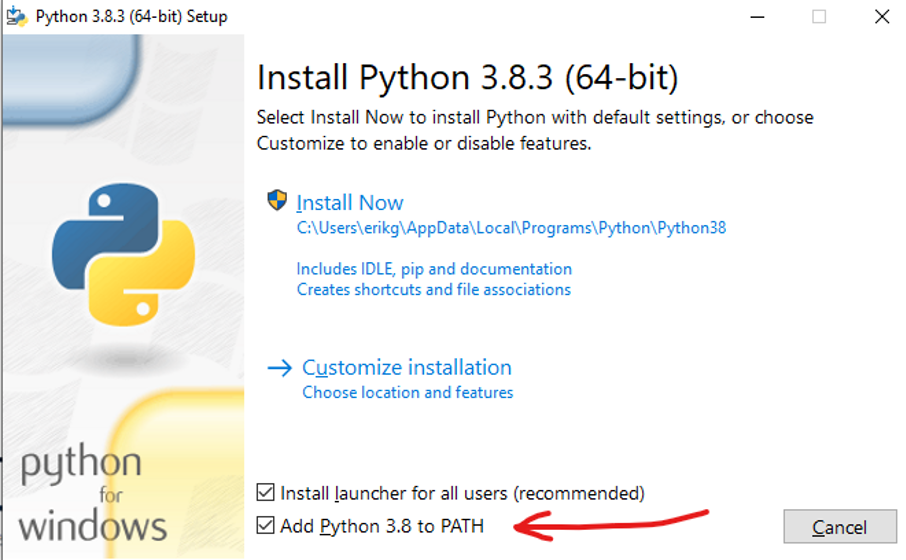 Python 3.8.3 (64-bit) Setup
Install Python 3.8.3 (64-bit)
Select Install Now to install Python with default settings, or choose
Customize to enable or disable features.
Install Now
C:\Users\erikg\AppData\Local\Programs\Python\Python38
Includes IDLE, pip and documentation
Creates shortcuts and file associations
Customize installation
Choose location and features
python
for
windows
Install launcher for all users (recommended)
Add Python 3.8 to PATH
Cancel